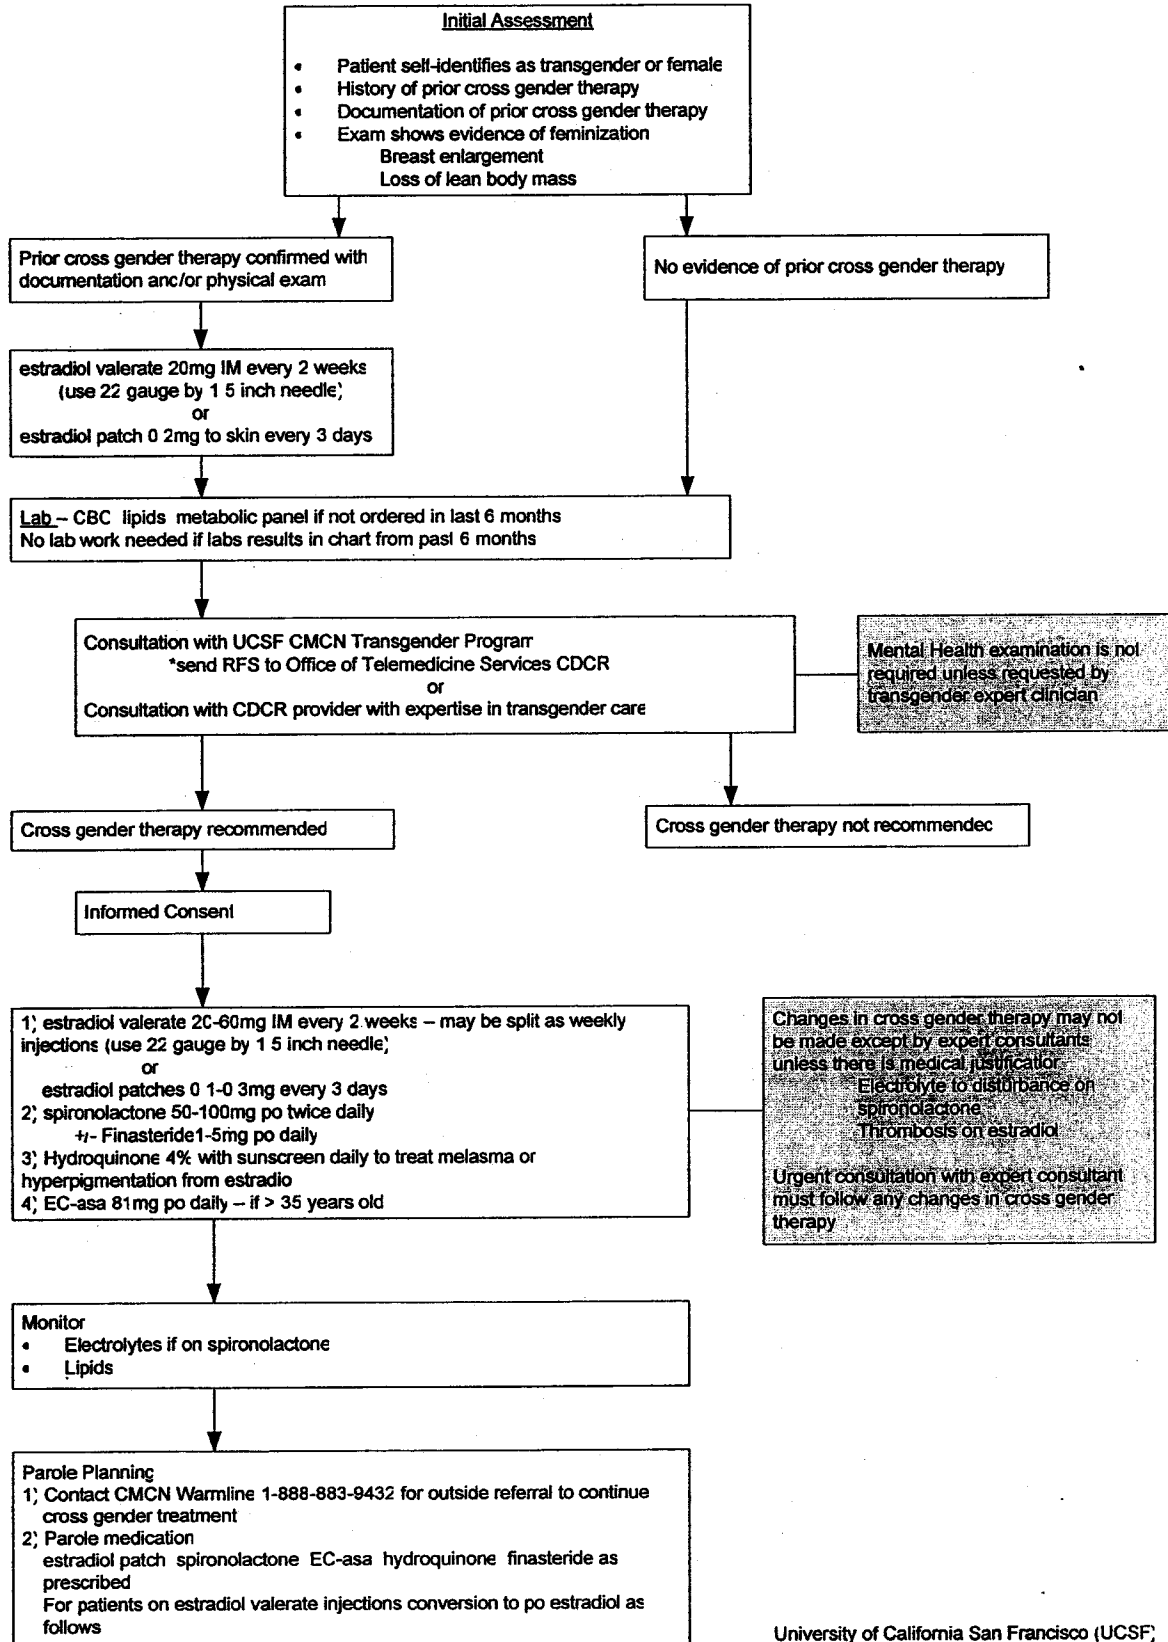 Initial Assessment
• Patient self-identifies as transgender or female
• History of prior cross gender therapy
• Documentation of prior cross gender therapy
• Exam shows evidence of feminization
Breast enlargement
Loss of lean body mass
Prior cross gender therapy confirmed with
documentation anc/or physical exam
No evidence of prior cross gender therapy
estradiol valerate 20mg IM every 2 weeks
(use 22 gauge by 1 5 inch needle)
or
estradiol patch 0 2mg to skin every 3 days
Lab – CBC lipids metabolic panel if not ordered in last 6 months
No lab work needed if labs results in chart from past 6 months
Consultation with UCSF CMCN Transgender Program
*send RFS to Office of Telemedicine Services CDCR
or
Consultation with CDCR provider with expertise in transgender care
Mental Health examination is not
required unless requested by
transgender expert clinician
Cross gender therapy recommended
Cross gender therapy not recommendec
Informed Consent
1) estradiol valerate 20-60mg IM every 2 weeks – may be split as weekly
injections (use 22 gauge by 1 5 inch needle)
or
estradiol patches 0 1-0 3mg every 3 days
2) spironolactone 50-100mg po twice daily
+/- Finasteride1-5mg po daily
3) Hydroquinone 4% with sunscreen daily to treat melasma or
hyperpigmentation from estradio
4) EC-asa 81mg po daily – if > 35 years old
Changes in cross gender therapy may not
be made except by expert consultants
unless there is medical justification
Electrolyte to disturbance on
spironolactone
Thrombosis on estradiol
Urgent consultation with expert consultant
must follow any changes in cross gender
therapy
Monitor
• Electrolytes if on spironolactone
• Lipids
Parole Planning
1) Contact CMCN Warmline 1-888-883-9432 for outside referral to continue
cross gender treatment
2) Parole medication
estradiol patch spironolactone EC-asa hydroquinone finasteride as
prescribed
For patients on estradiol valerate injections conversion to po estradiol as
follows
University of California San Francisco (UCSF)